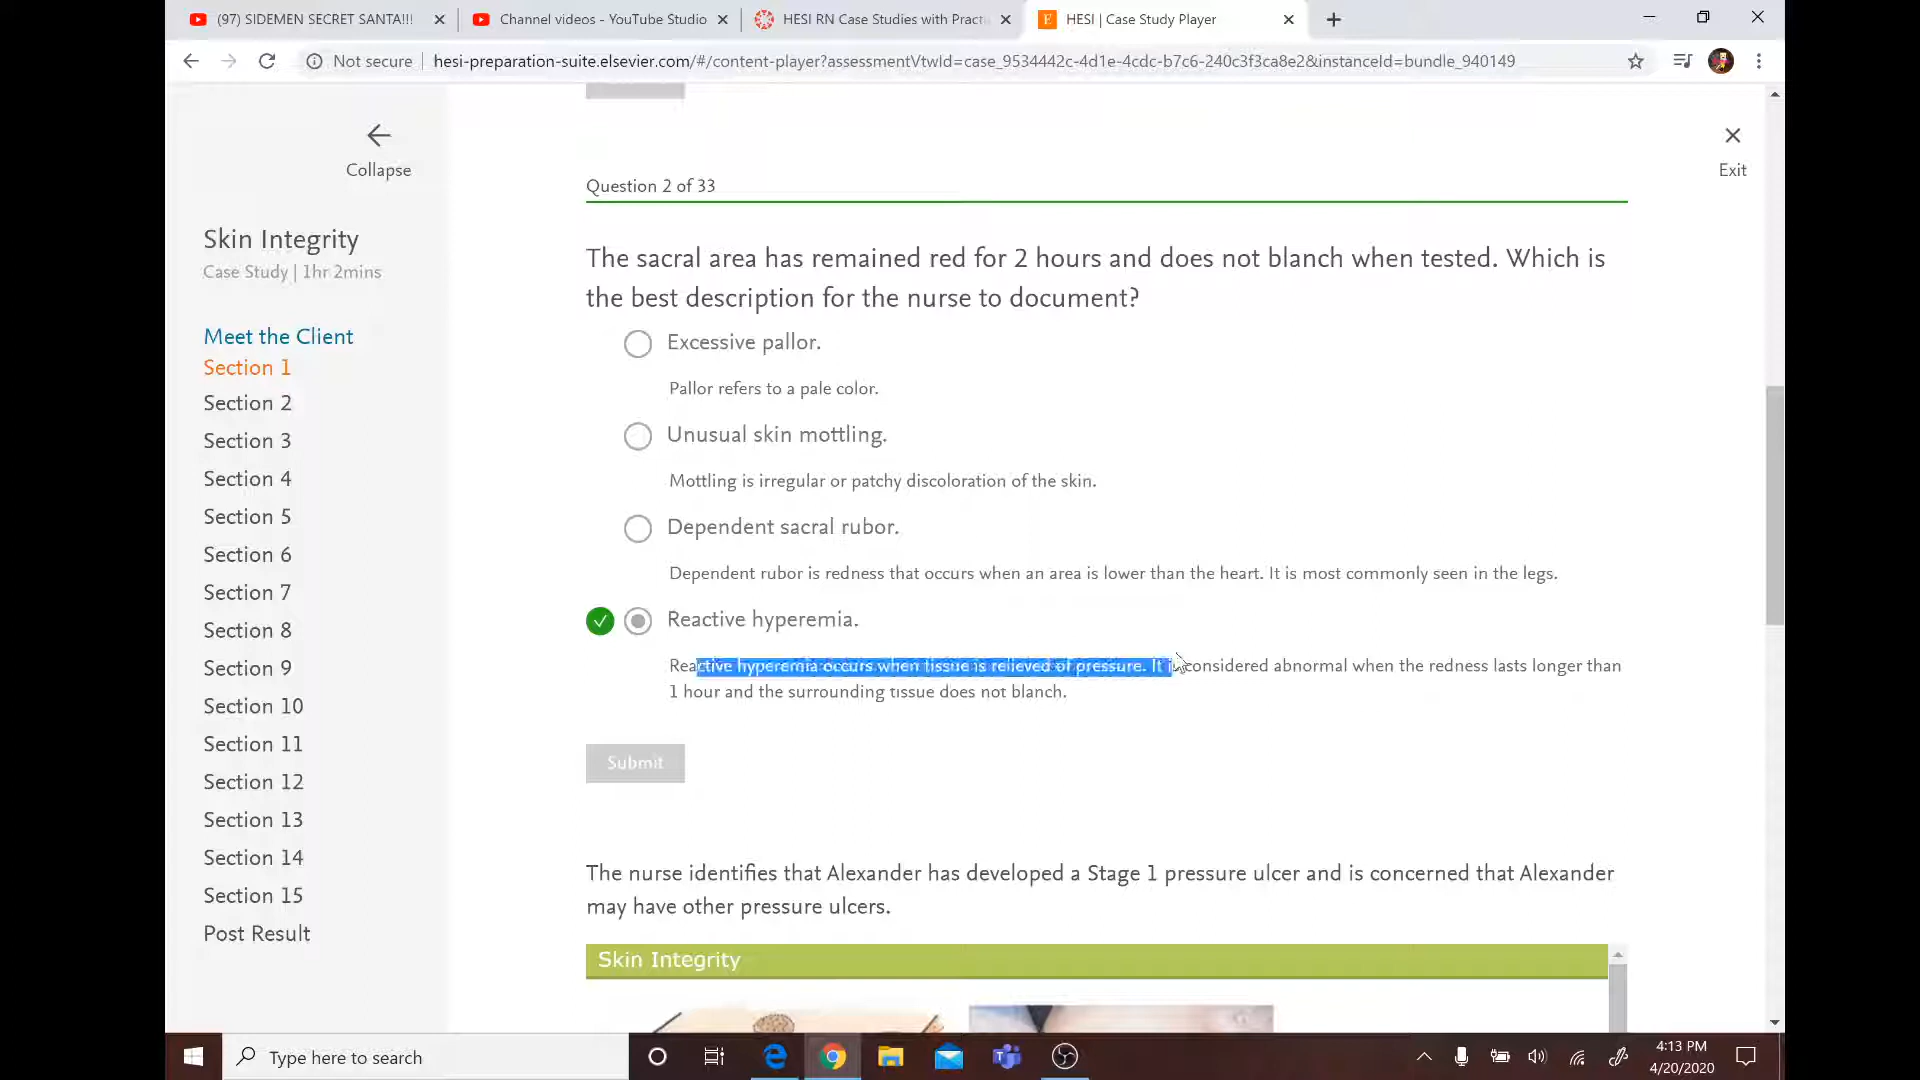 (97) SIDEMEN SECRET SANTA!!!
Channel videos - YouTube Studio
HESI RN Case Studies with Pract
HESI | Case Study Player
Not secure
hesi-preparation-suite.elsevier.com/#/content-player?assessmentVtwId=case_9534442c-4d1e-4cdc-b7c6-240c3f3ca8e2&instanceId=bundle_940149
Collapse
Exit
Skin Integrity
Case Study | 1hr 2mins
Meet the Client
Section 1
Section 2
Section 3
Section 4
Section 5
Section 6
Section 7
Section 8
Section 9
Section 10
Section 11
Section 12
Section 13
Section 14
Section 15
Post Result
Question 2 of 33
The sacral area has remained red for 2 hours and does not blanch when tested. Which is
the best description for the nurse to document?
Excessive pallor.
Pallor refers to a pale color.
Unusual skin mottling.
Mottling is irregular or patchy discoloration of the skin.
Dependent sacral rubor.
Dependent rubor is redness that occurs when an area is lower than the heart. It is most commonly seen in the legs.
Reactive hyperemia.
Reactive hyperemia occurs when tissue is relieved of pressure. It is considered abnormal when the redness lasts longer than
1 hour and the surrounding tissue does not blanch.
Submit
The nurse identifies that Alexander has developed a Stage 1 pressure ulcer and is concerned that Alexander
may have other pressure ulcers.
Skin Integrity
Type here to search
4:13 PM
4/20/2020